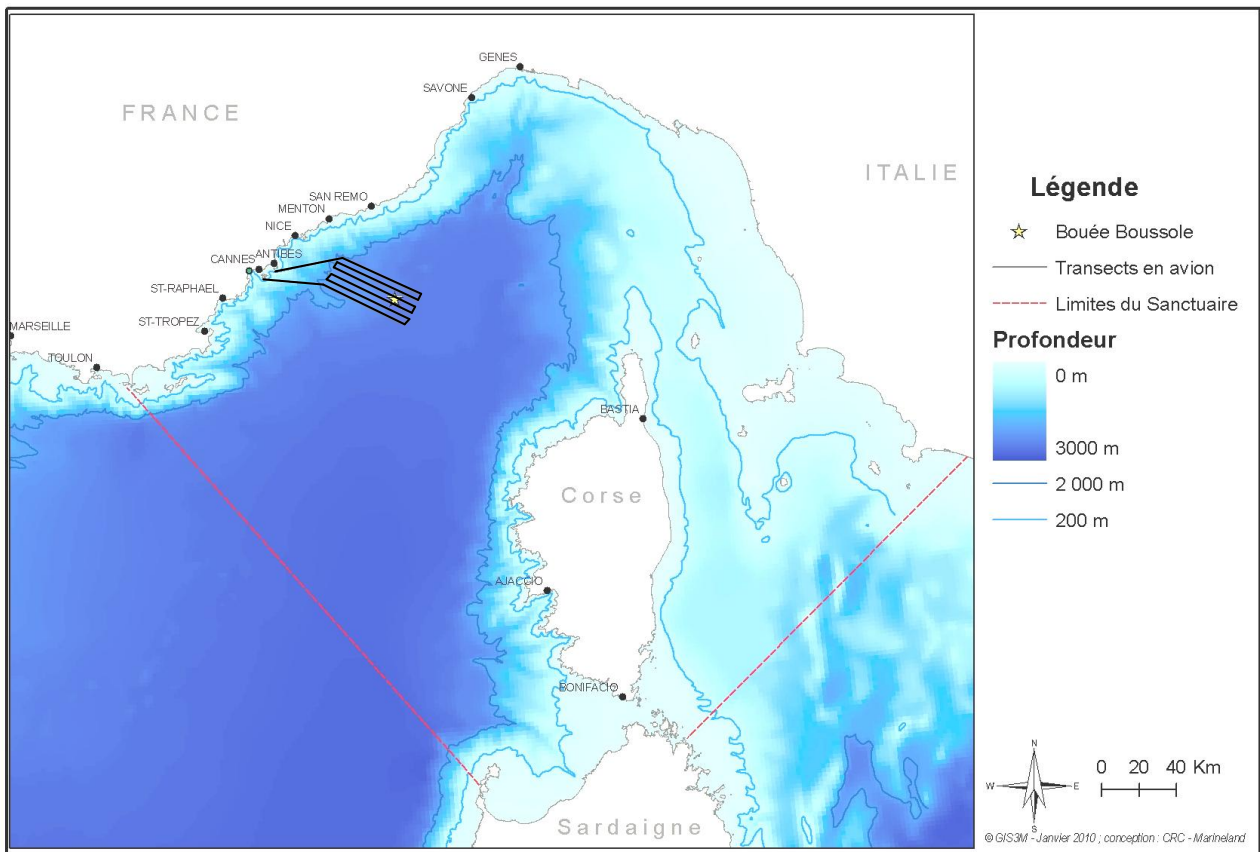 GENES
SAVONE
FRANCE
ITALIE
SAN REMO
MENTON
NICE
ANTIBES
CANNES
ST-RAPHAEL
ST-TROPEZ
MARSEILLE
TOULON
BASTIA
Corse
AJACCIO
BONIFACIO
Sardaigne
Légende
Bouée Boussole
Transects en avion
Limites du Sanctuaire
Profondeur
0 m
3000 m
2 000 m
200 m
N
W E
S
0 20 40 Km
© GIS3M - Janvier 2010 ; conception : CRC - Marineland